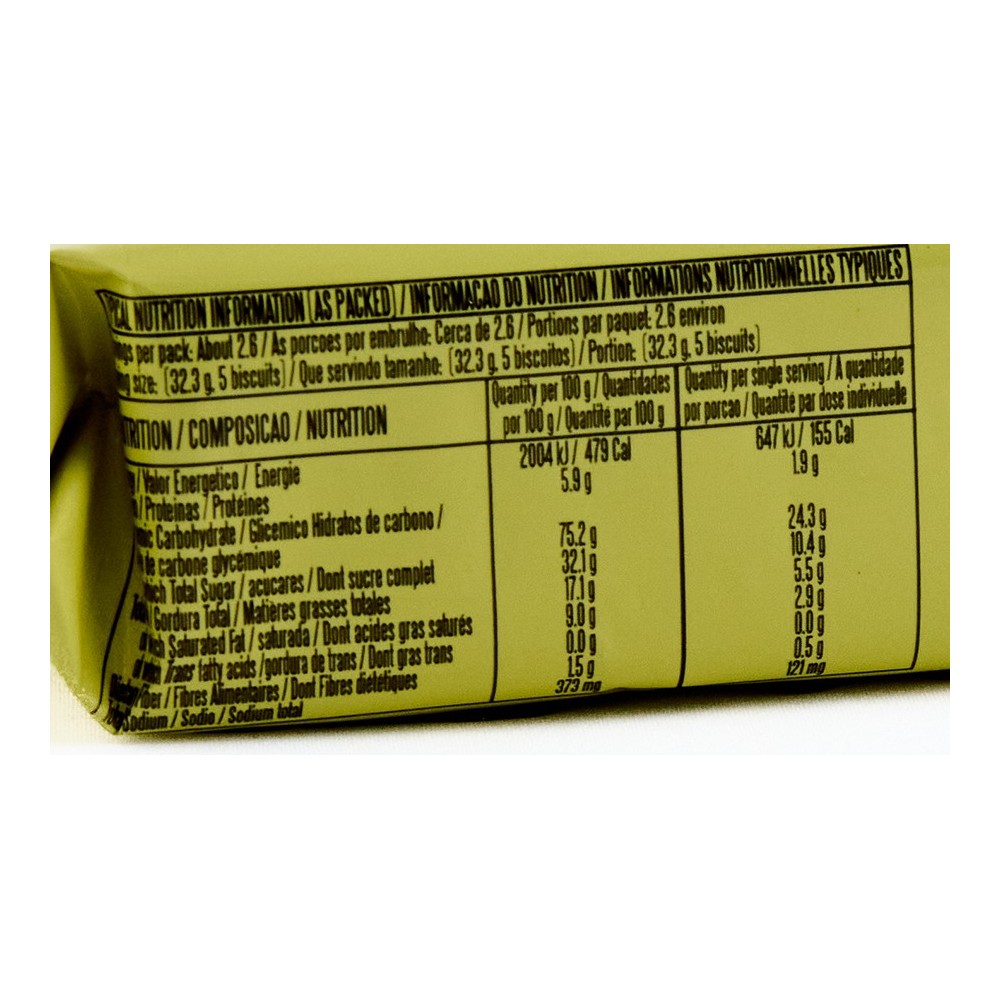 NUTRITION INFORMATION (AS PACKED) / INFORMACAO DO NUTRITION / INFORMATIONS NUTRITIONNELLES TYPIQUES
per pack: About 2.6 / As porcoes por embrulho: Cerca de 2.6 / Portions par paquet: 2.6 environ
size: (32.3 g, 5 biscuits) / Que servindo tamanho: (32.3 g, 5 biscoitos) / Portion: (32.3 g, 5 biscuits)
/ COMPOSICAO / NUTRITION
Quantity per 100 g / Quantidades por 100 g / Quantité par 100 g
Quantity per single serving / A quantidade por porcao / Quantité par dose individuelle
/ Valor Energetico / Energie 2004 kJ / 479 Cal 647 kJ / 155 Cal
/ Proteinas / Protéines 5.9 g 1.9 g
Carbohydrate / Glicemico Hidratos de carbono /
de carbone glycémique 75.2 g 24.3 g
Total Sugar / acucares / Dont sucre complet 32.1 g 10.4 g
Gordura Total / Matières grasses totales 17.1 g 5.5 g
Saturated Fat / saturada / Dont acides gras saturés 9.0 g 2.9 g
Trans fatty acids / gordura de trans / Dont gras trans 0.0 g 0.0 g
/ Fibres Alimentaires / Dont Fibres dietétiques 1.5 g 0.5 g
Sodium / Sodio / Sodium total 373 mg 121 mg